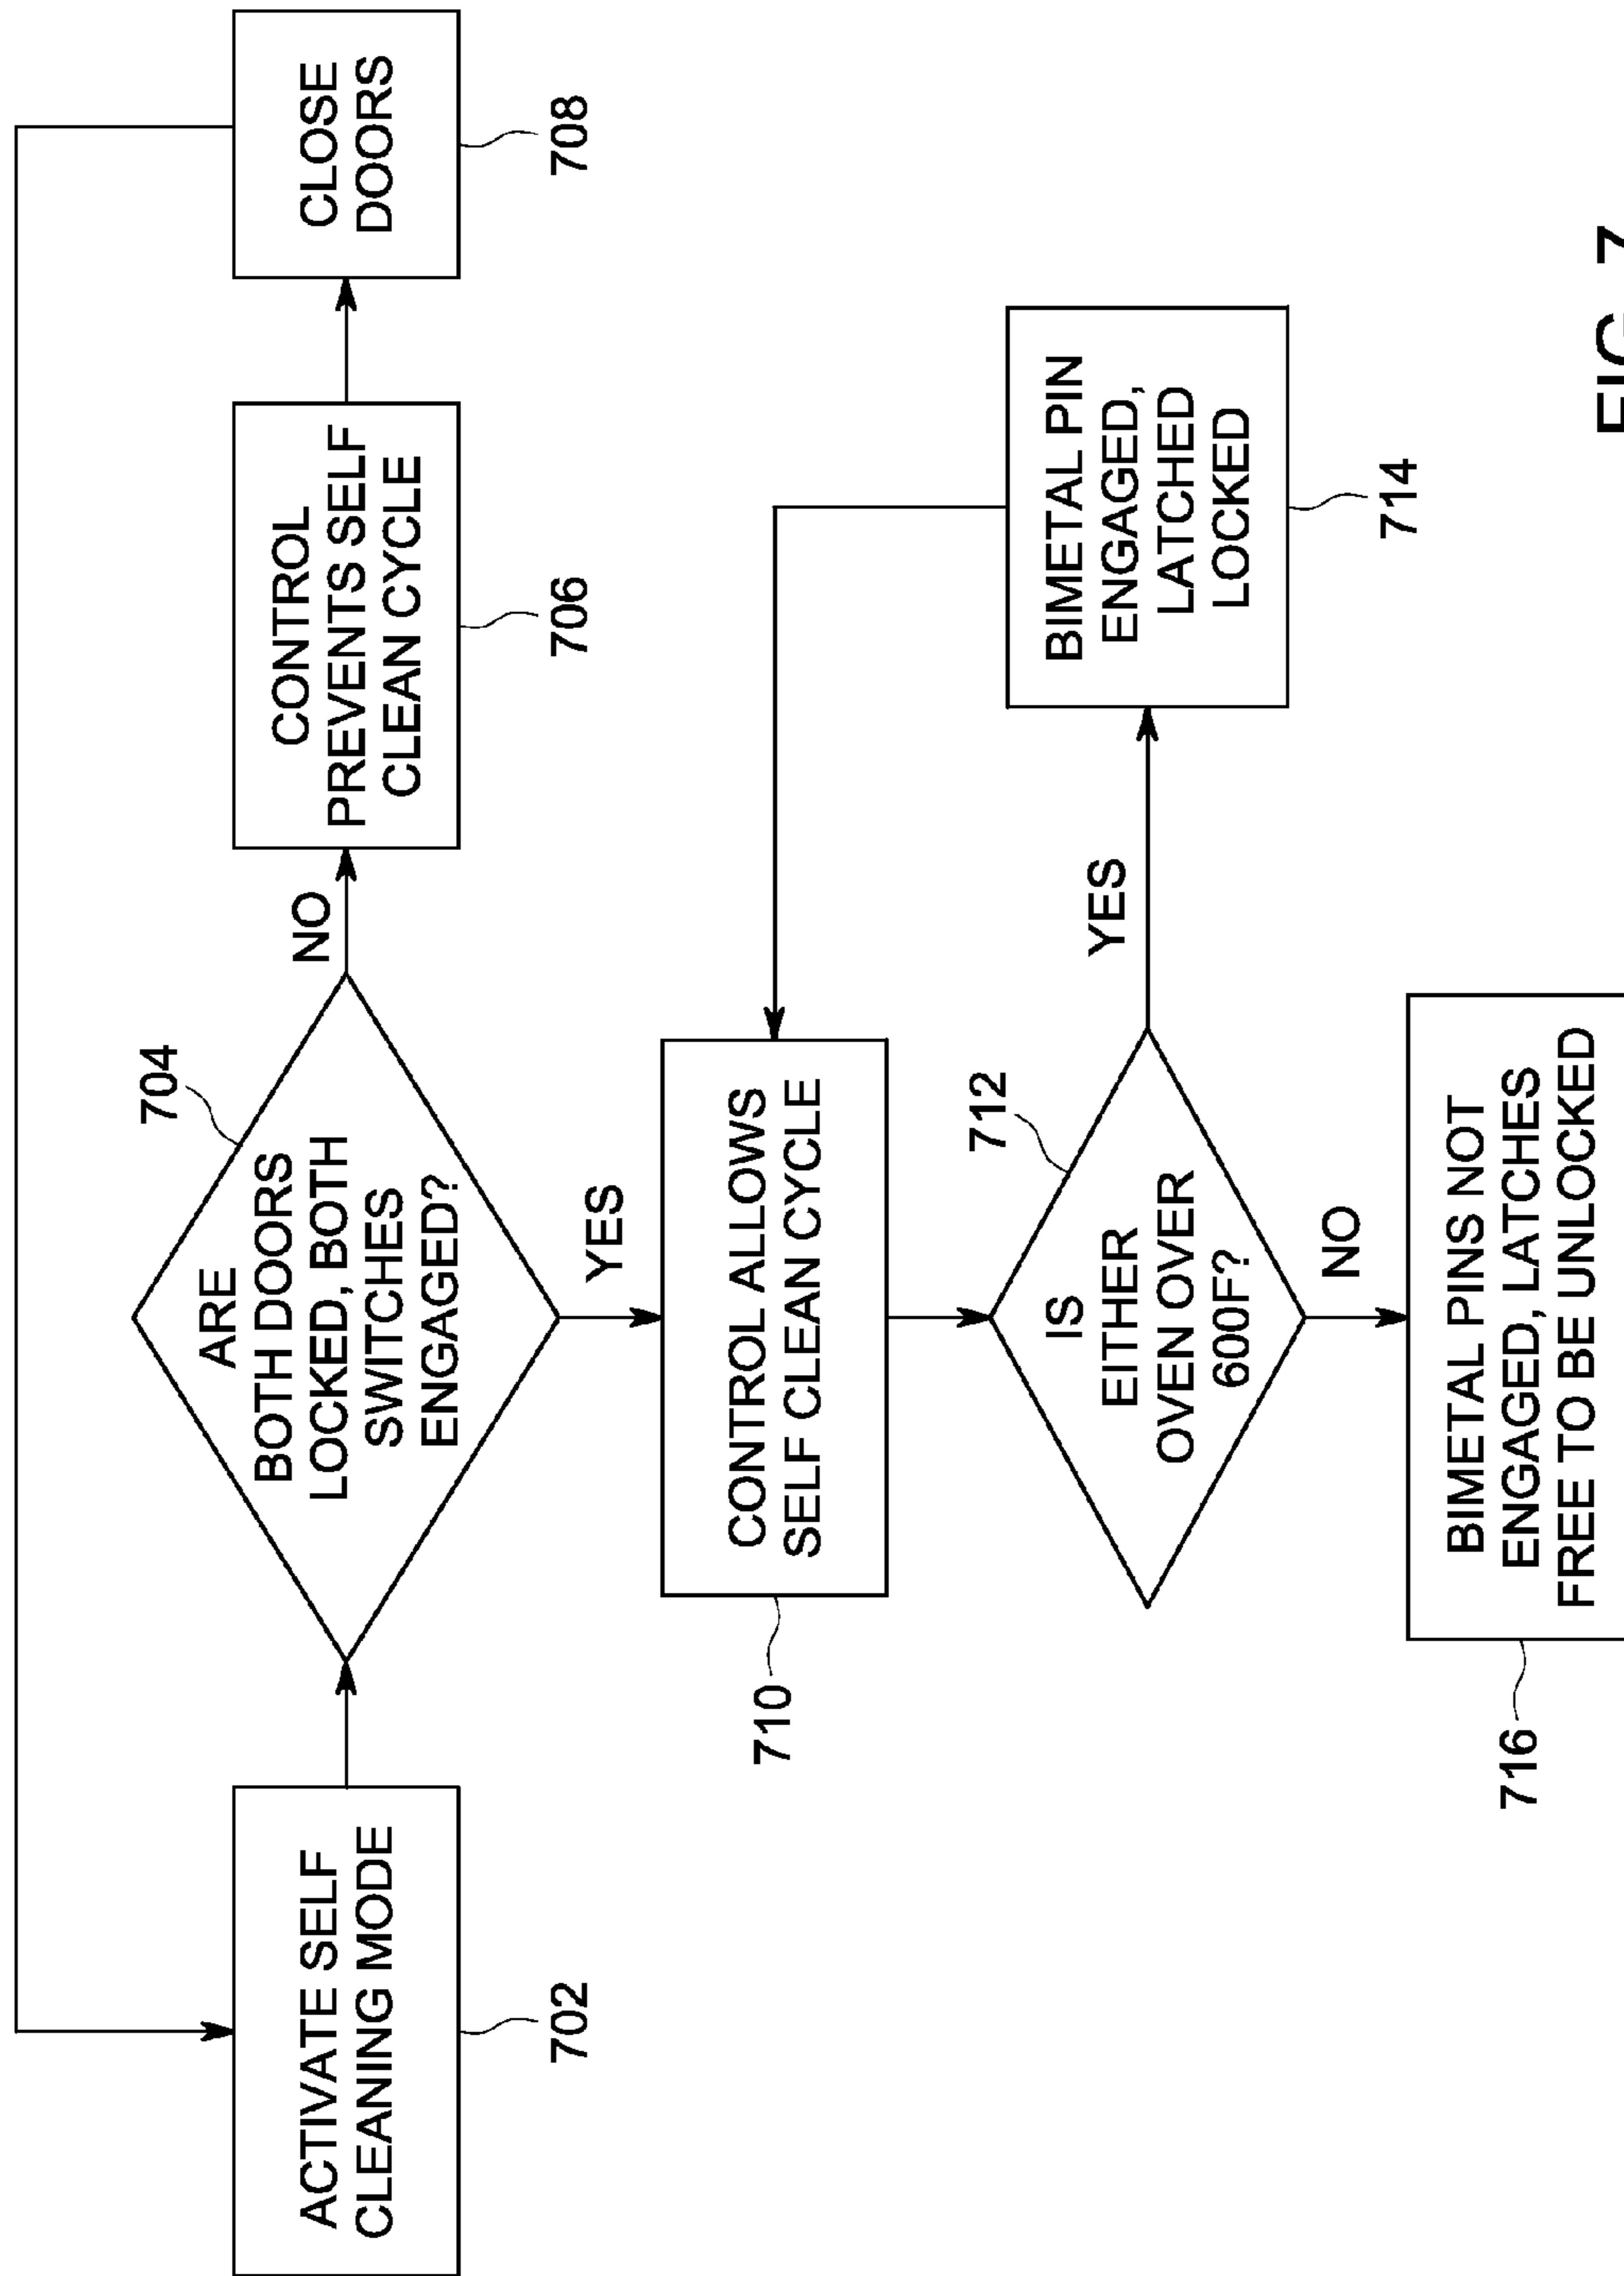 ACTIVATE SELF
CLEANING MODE
702
ARE
BOTH DOORS
LOCKED, BOTH
SWITCHES
ENGAGED?
704
NO
CONTROL
PREVENTS SELF
CLEAN CYCLE
706
CLOSE
DOORS
708
YES
CONTROL ALLOWS
SELF CLEAN CYCLE
710
IS
EITHER
OVEN OVER
600F?
712
YES
BIMETAL PIN
ENGAGED,
LATCHED
LOCKED
714
NO
BIMETAL PINS NOT
ENGAGED, LATCHES
FREE TO BE UNLOCKED
716
FIG. 7